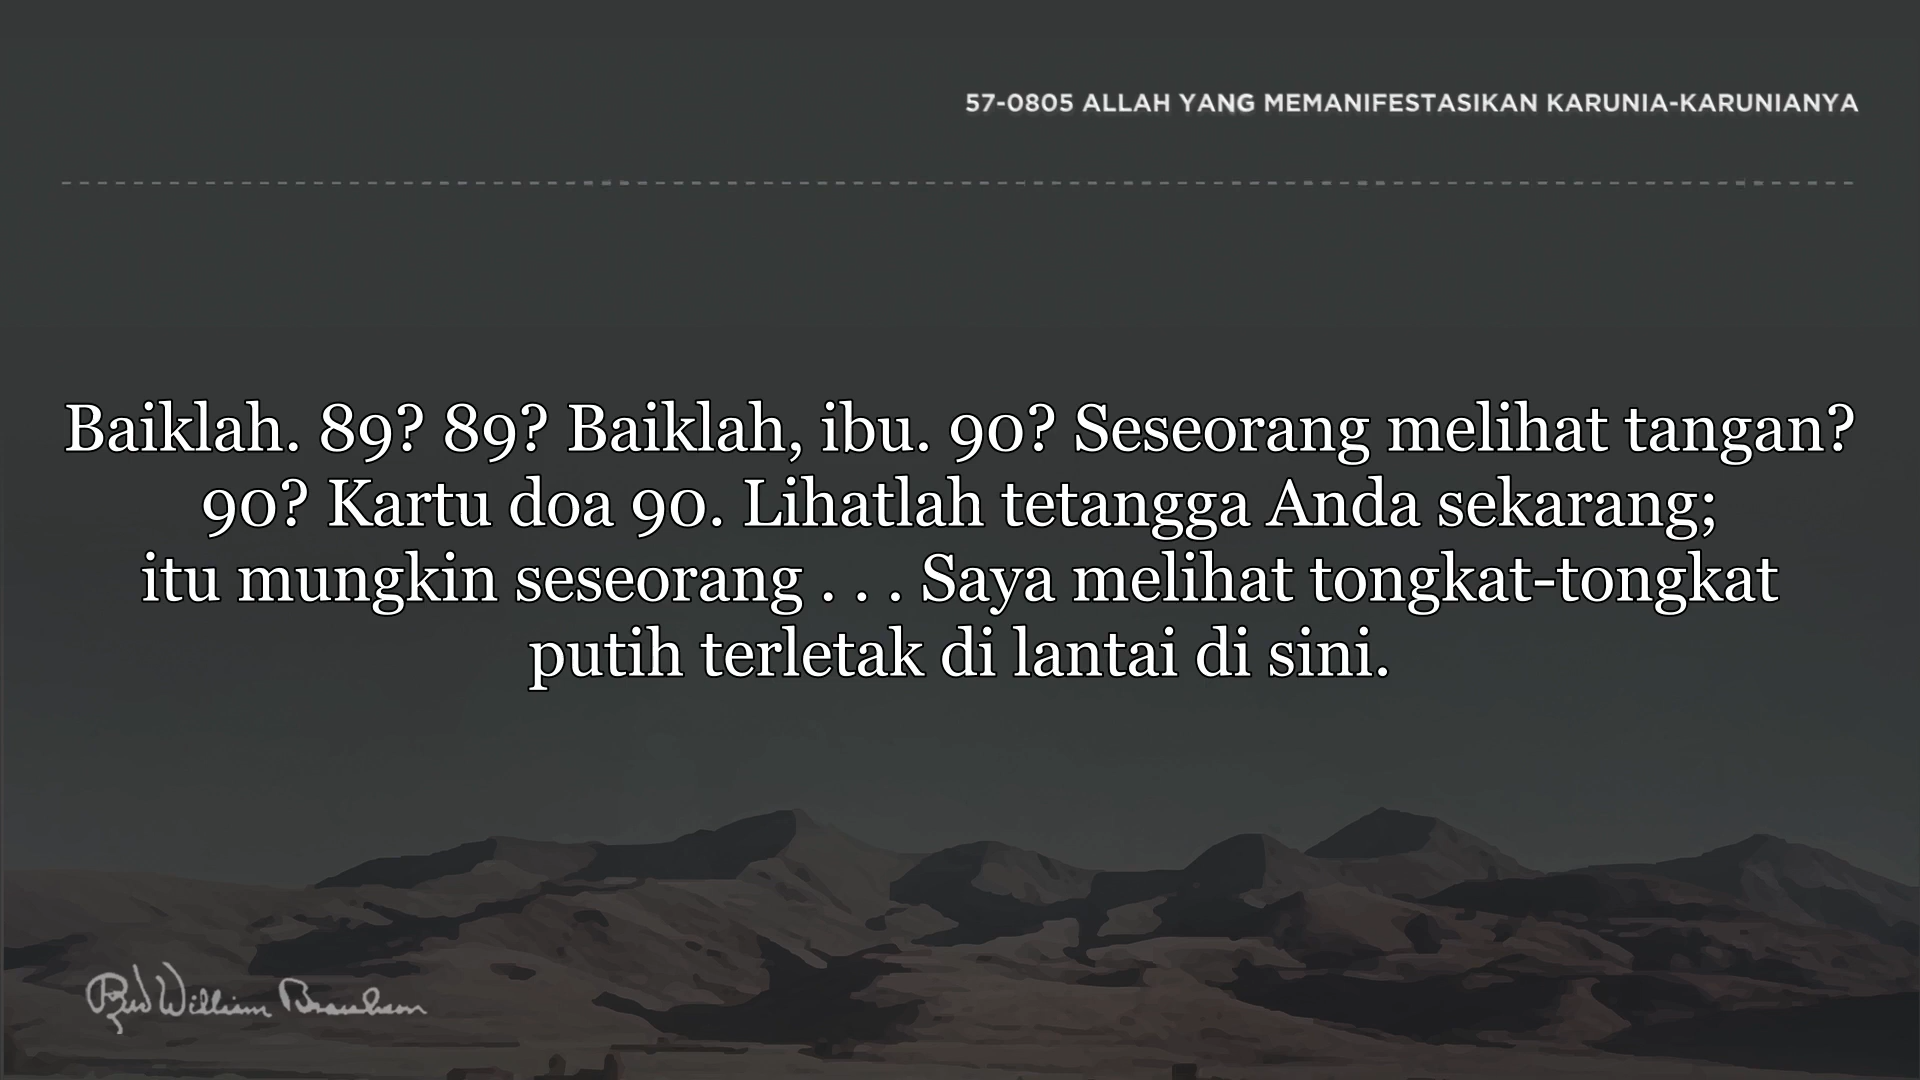 57-0805 ALLAH YANG MEMANIFESTASIKAN KARUNIA-KARUNIANYA
Baiklah. 89? 89? Baiklah, ibu. 90? Seseorang melihat tangan?
90? Kartu doa 90. Lihatlah tetangga Anda sekarang;
itu mungkin seseorang . . . Saya melihat tongkat-tongkat
putih terletak di lantai di sini.
William Branham